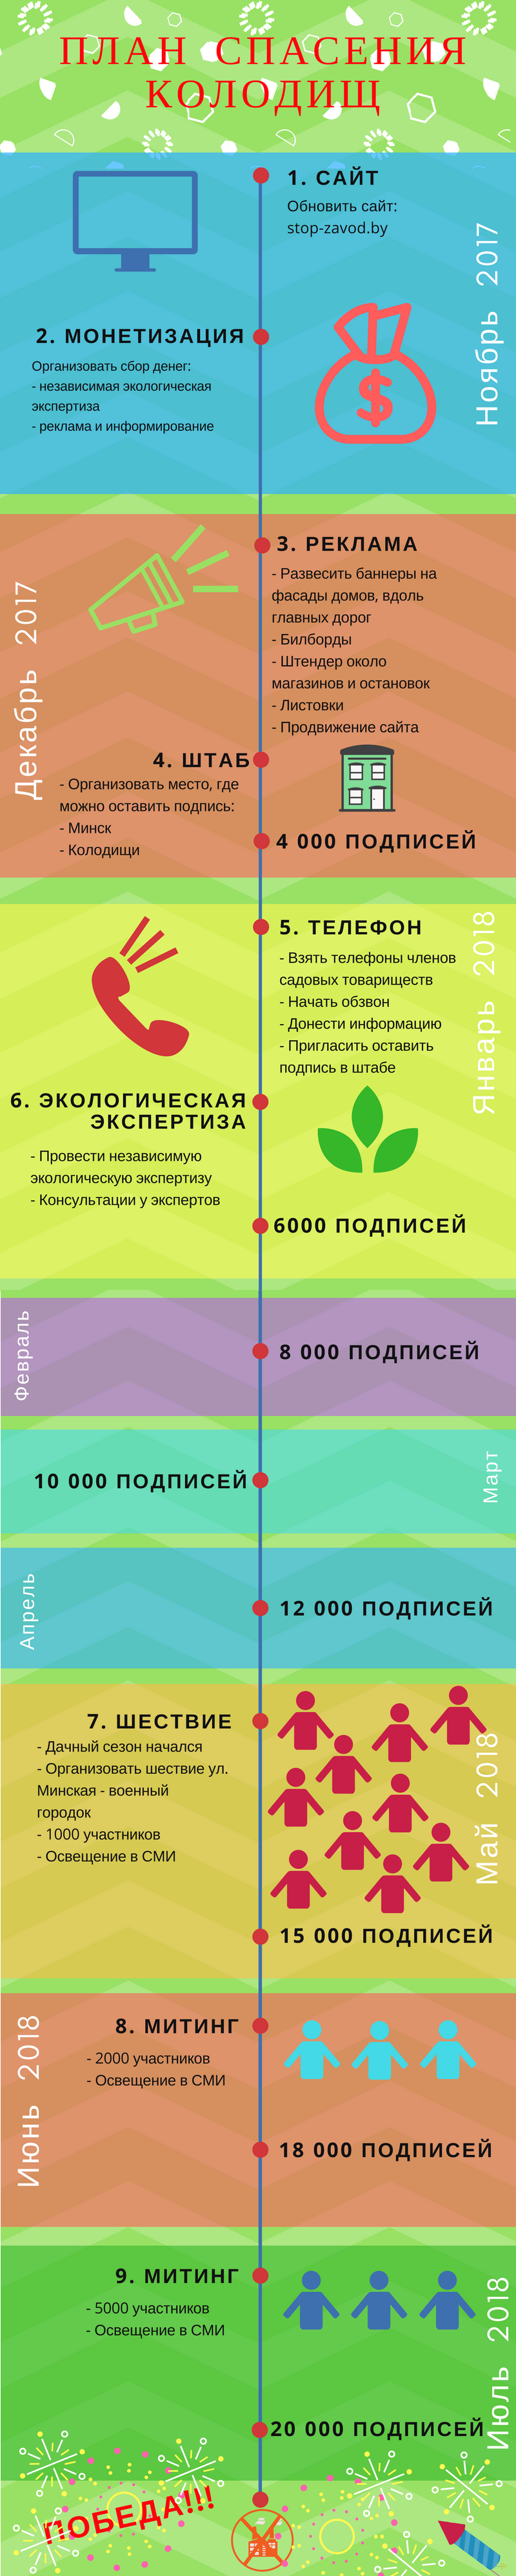 ПЛАН СПАСЕНИЯ
КОЛОДИЩ
1. САЙТ
Обновить сайт:
stop-zavod.by
Ноябрь 2017
2. МОНЕТИЗАЦИЯ
Организовать сбор денег:
- независимая экологическая
экспертиза
- реклама и информирование
$
3. РЕКЛАМА
- Развесить баннеры на
фасады домов, вдоль
главных дорог
- Билборды
- Штендер около
магазинов и остановок
- Листовки
- Продвижение сайта
Декабрь 2017
4. ШТАБ
- Организовать место, где
можно оставить подпись:
- Минск
- Колодищи
4 000 ПОДПИСЕЙ
5. ТЕЛЕФОН
- Взять телефоны членов
садовых товариществ
- Начать обзвон
- Донести информацию
- Пригласить оставить
подпись в штабе
Январь 2018
6. ЭКОЛОГИЧЕСКАЯ
ЭКСПЕРТИЗА
- Провести независимую
экологическую экспертизу
- Консультации у экспертов
6000 ПОДПИСЕЙ
Февраль
8 000 ПОДПИСЕЙ
10 000 ПОДПИСЕЙ
Март
Апрель
12 000 ПОДПИСЕЙ
7. ШЕСТВИЕ
- Дачный сезон начался
- Организовать шествие ул.
Минская - военный
городок
- 1000 участников
- Освещение в СМИ
Май 2018
15 000 ПОДПИСЕЙ
Июнь 2018
8. МИТИНГ
- 2000 участников
- Освещение в СМИ
18 000 ПОДПИСЕЙ
9. МИТИНГ
- 5000 участников
- Освещение в СМИ
Июль 2018
20 000 ПОДПИСЕЙ
ПОБЕДА!!!